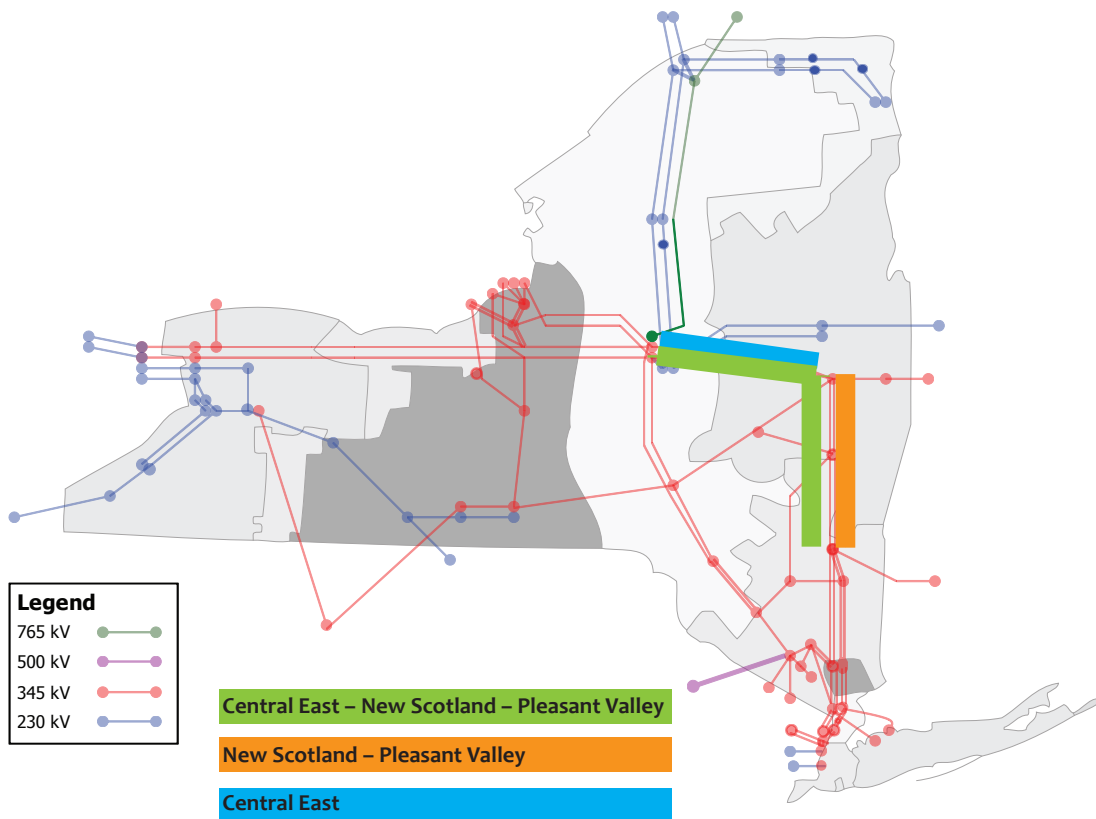 Legend
765 kV
500 kV
345 kV
230 kV
Central East – New Scotland – Pleasant Valley
New Scotland – Pleasant Valley
Central East